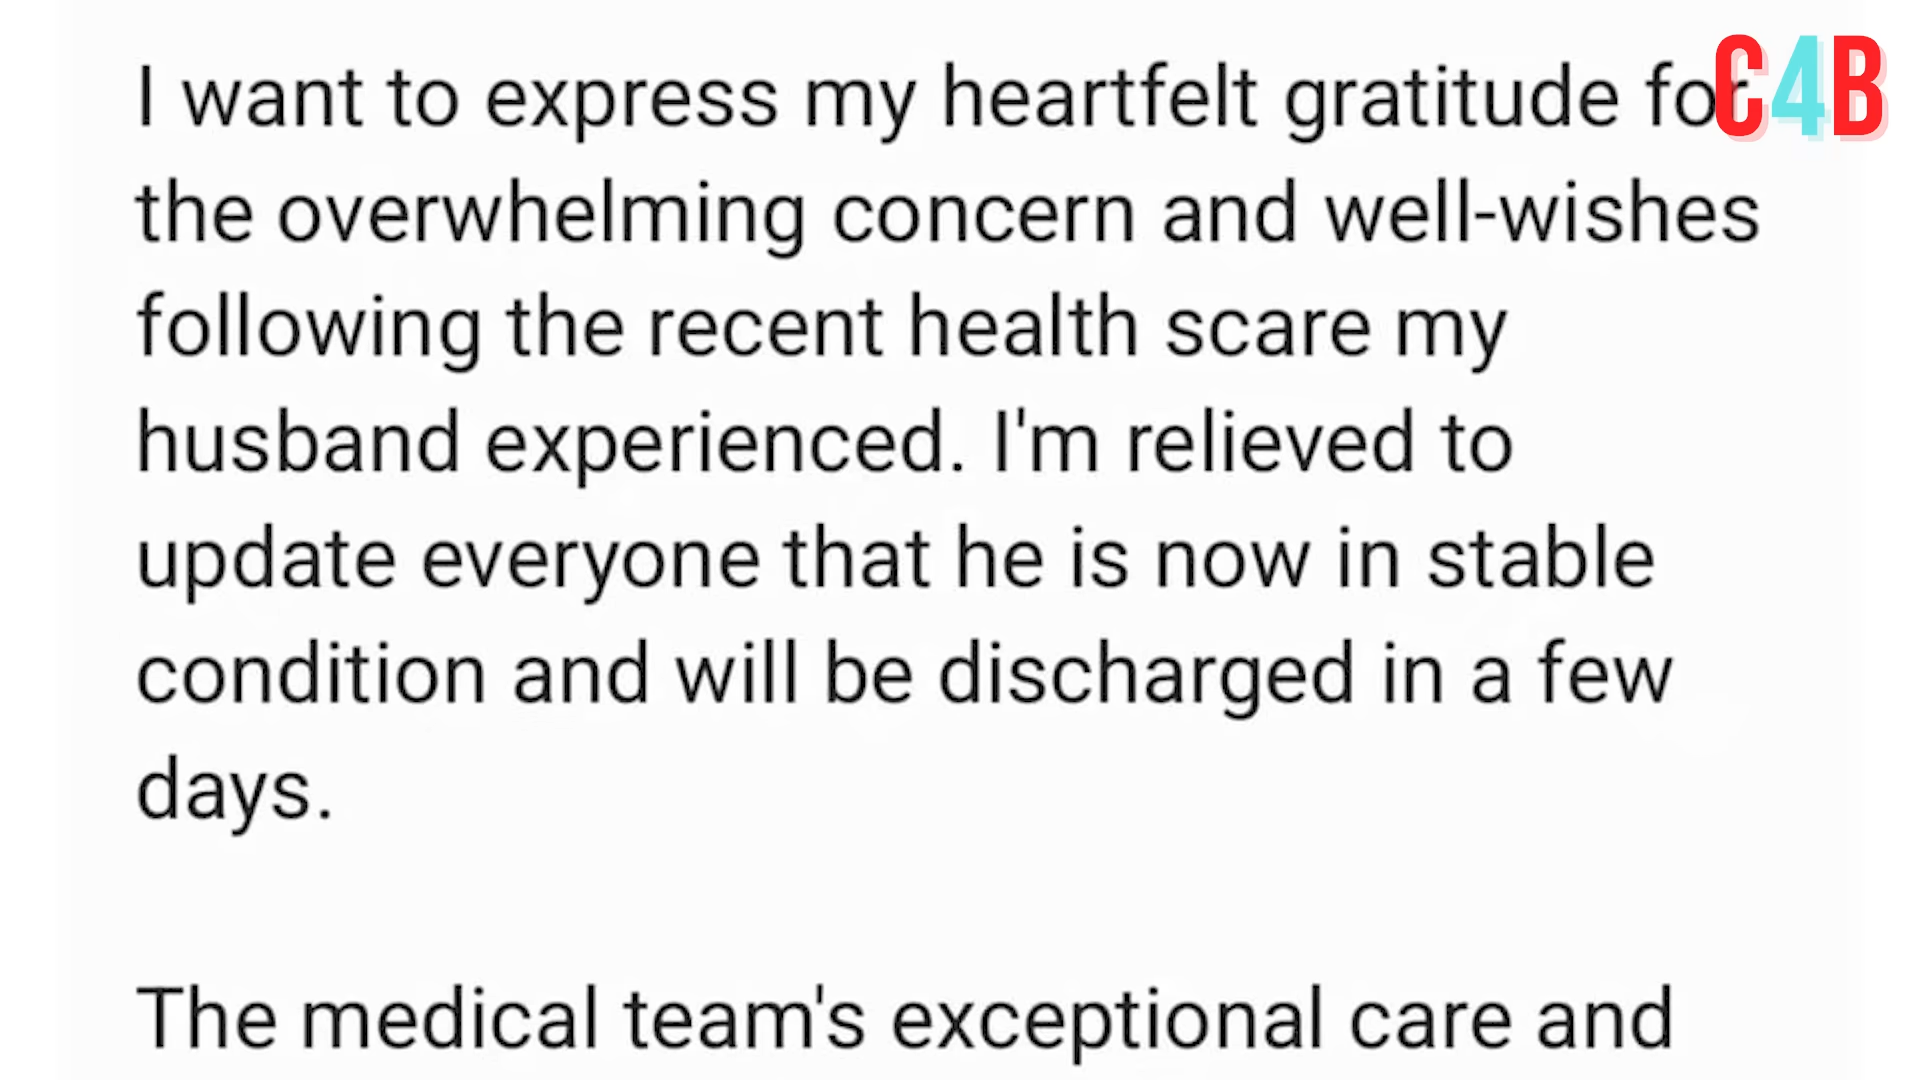 I want to express my heartfelt gratitude for
the overwhelming concern and well-wishes
following the recent health scare my
husband experienced. I'm relieved to
update everyone that he is now in stable
condition and will be discharged in a few
days.
The medical team's exceptional care and
C4B